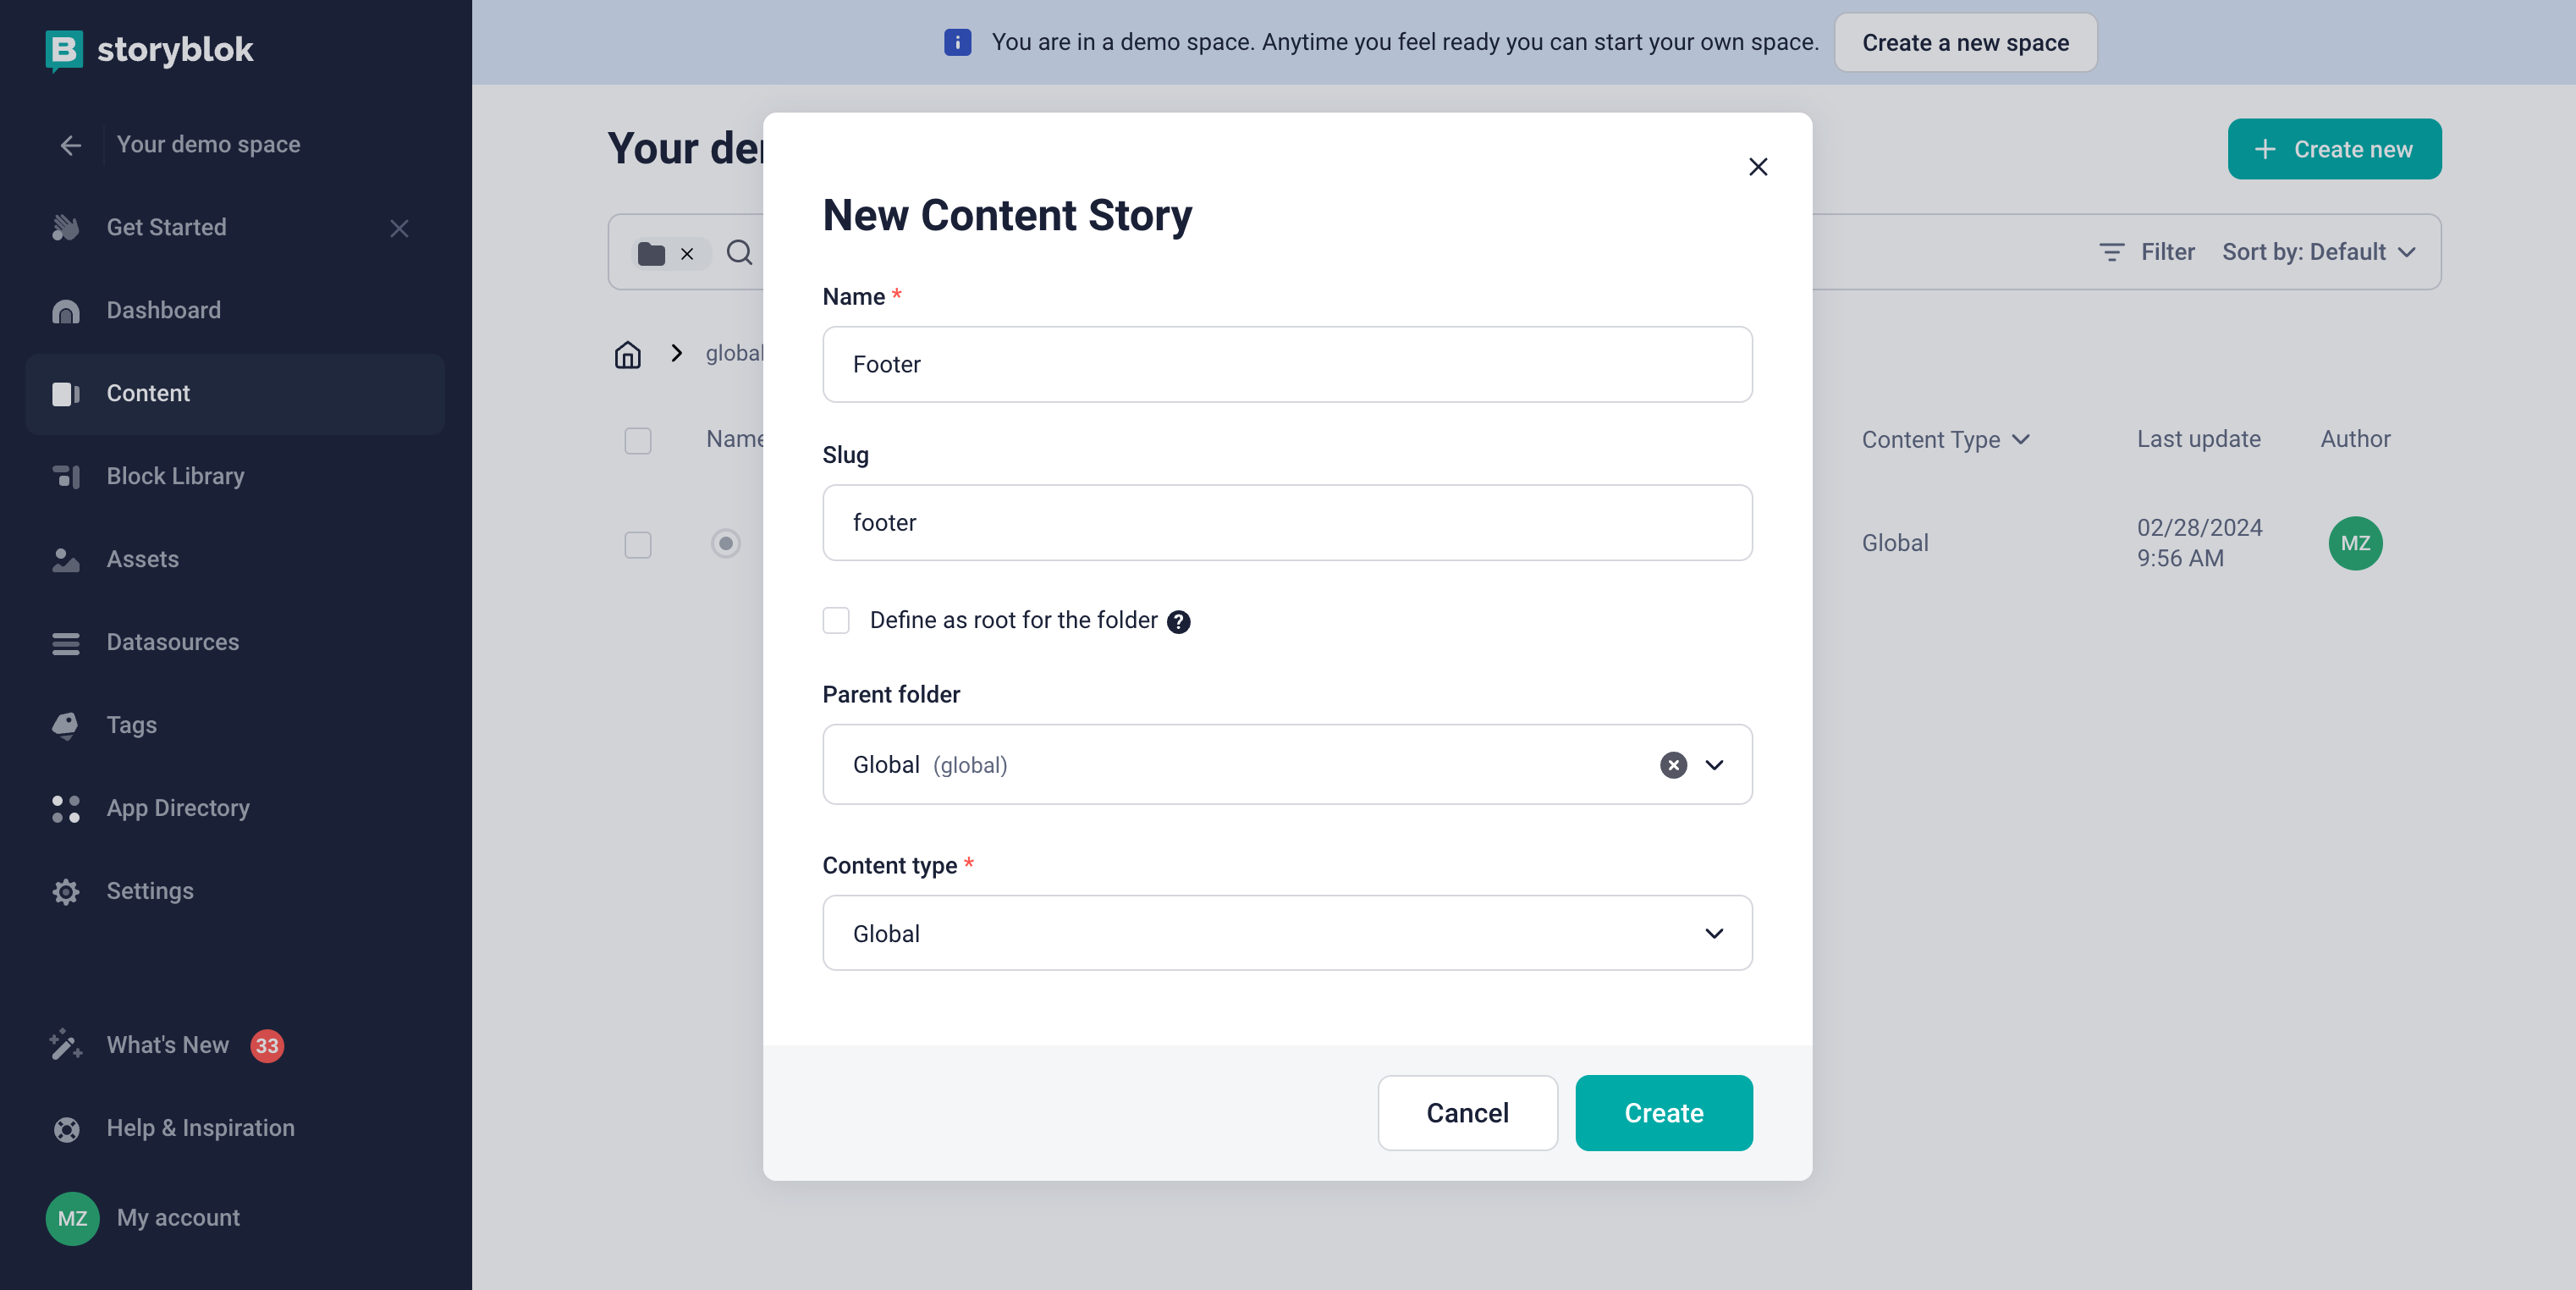 storyblok
Your demo space
Get Started
Dashboard
Content
Block Library
Assets
Datasources
Tags
App Directory
Settings
What's New 33
Help & Inspiration
MZ My account
You are in a demo space. Anytime you feel ready you can start your own space. Create a new space
Your de
Create new
Filter Sort by: Default
global
Name
Content Type Last update Author
Global
02/28/2024
9:56 AM
MZ
New Content Story
Name *
Footer
Slug
footer
Define as root for the folder ?
Parent folder
Global (global)
Content type *
Global
Cancel Create